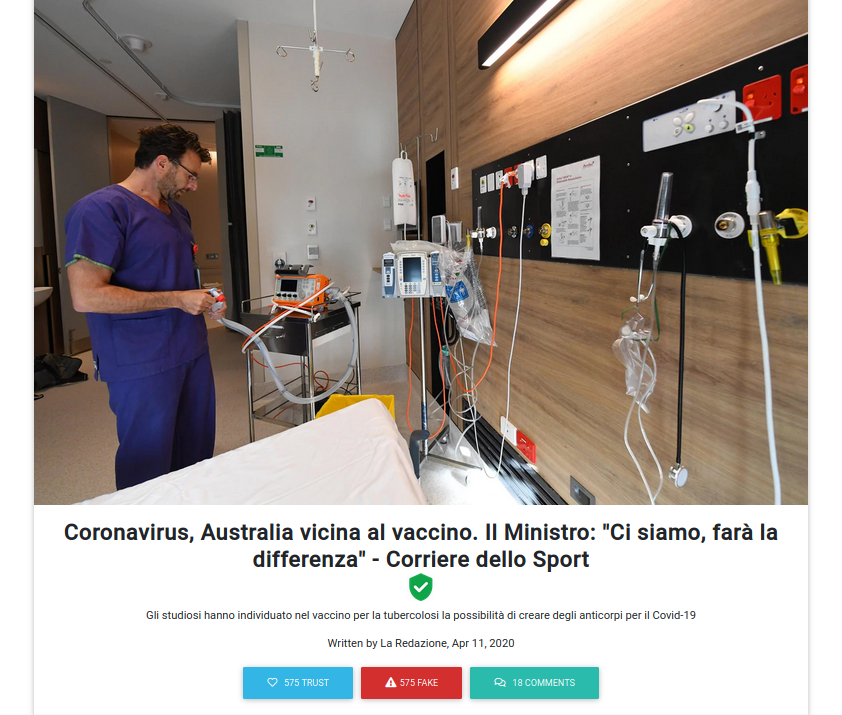 Coronavirus, Australia vicina al vaccino. Il Ministro: "Ci siamo, farà la
differenza" - Corriere dello Sport
Gli studiosi hanno individuato nel vaccino per la tubercolosi la possibilità di creare degli anticorpi per il Covid-19
Written by La Redazione, Apr 11, 2020
575 TRUST
575 FAKE
18 COMMENTS